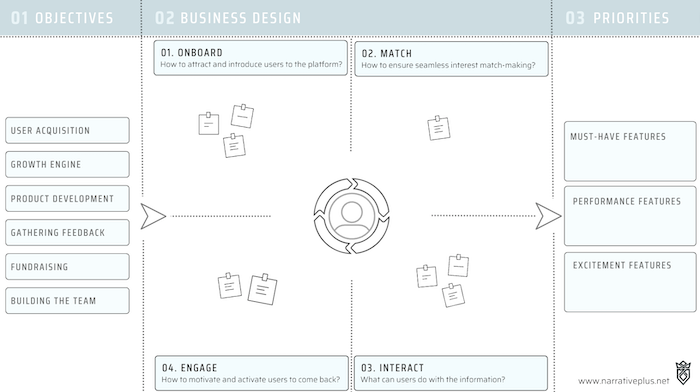 01 OBJECTIVES
02 BUSINESS DESIGN
03 PRIORITIES
01. ONBOARD
How to attract and introduce users to the platform?
02. MATCH
How to ensure seamless interest match-making?
USER ACQUISITION
GROWTH ENGINE
PRODUCT DEVELOPMENT
GATHERING FEEDBACK
FUNDRAISING
BUILDING THE TEAM
MUST-HAVE FEATURES
PERFORMANCE FEATURES
EXCITEMENT FEATURES
04. ENGAGE
How to motivate and activate users to come back?
03. INTERACT
What can users do with the information?
www.narrativeplus.net